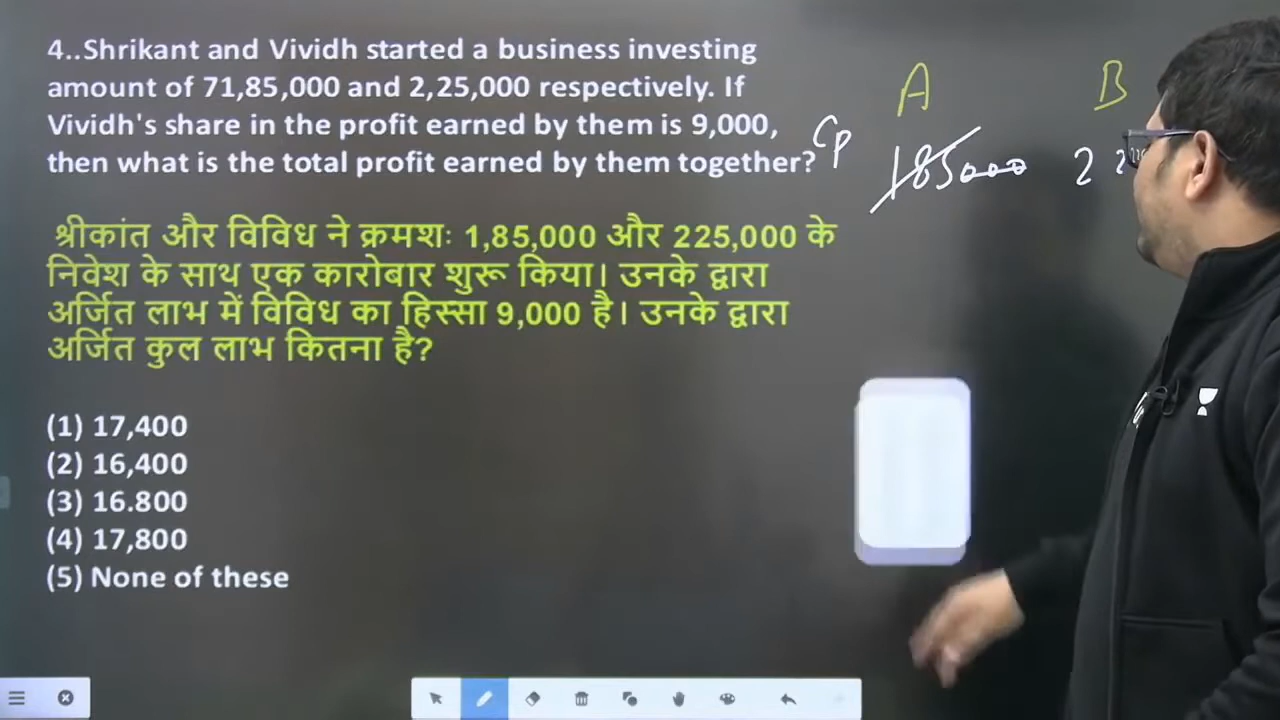 4..Shrikant and Vividh started a business investing
amount of 71,85,000 and 2,25,000 respectively. If
Vividh's share in the profit earned by them is 9,000,
then what is the total profit earned by them together?
श्रीकांत और विविध ने क्रमशः 1,85,000 और 225,000 के
निवेश के साथ एक कारोबार शुरू किया। उनके द्वारा
अर्जित लाभ में विविध का हिस्सा 9,000 है। उनके द्वारा
अर्जित कुल लाभ कितना है?
(1) 17,400
(2) 16,400
(3) 16.800
(4) 17,800
(5) None of these
A B
Cp 185000 2 2